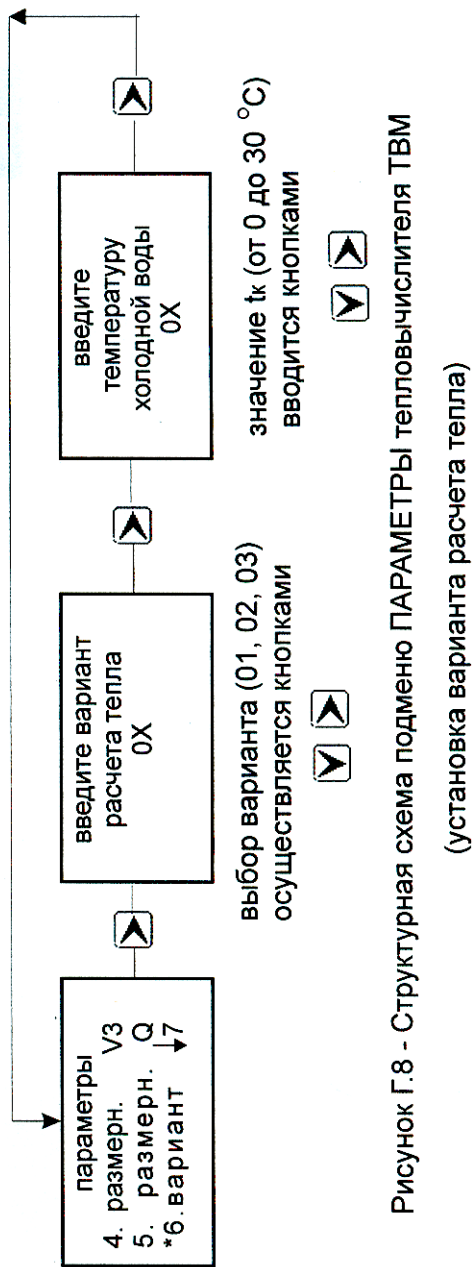 параметры
4. размерн. V3
5. размерн. Q
*6. вариант ↓7
введите вариант
расчета тепла
0X
выбор варианта (01, 02, 03)
осуществляется кнопками
введите
температуру
холодной воды
0X
значение tк (от 0 до 30 °C)
вводится кнопками
Рисунок Г.8 - Структурная схема подменю ПАРАМЕТРЫ тепловычислителя ТВМ
(установка варианта расчета тепла)